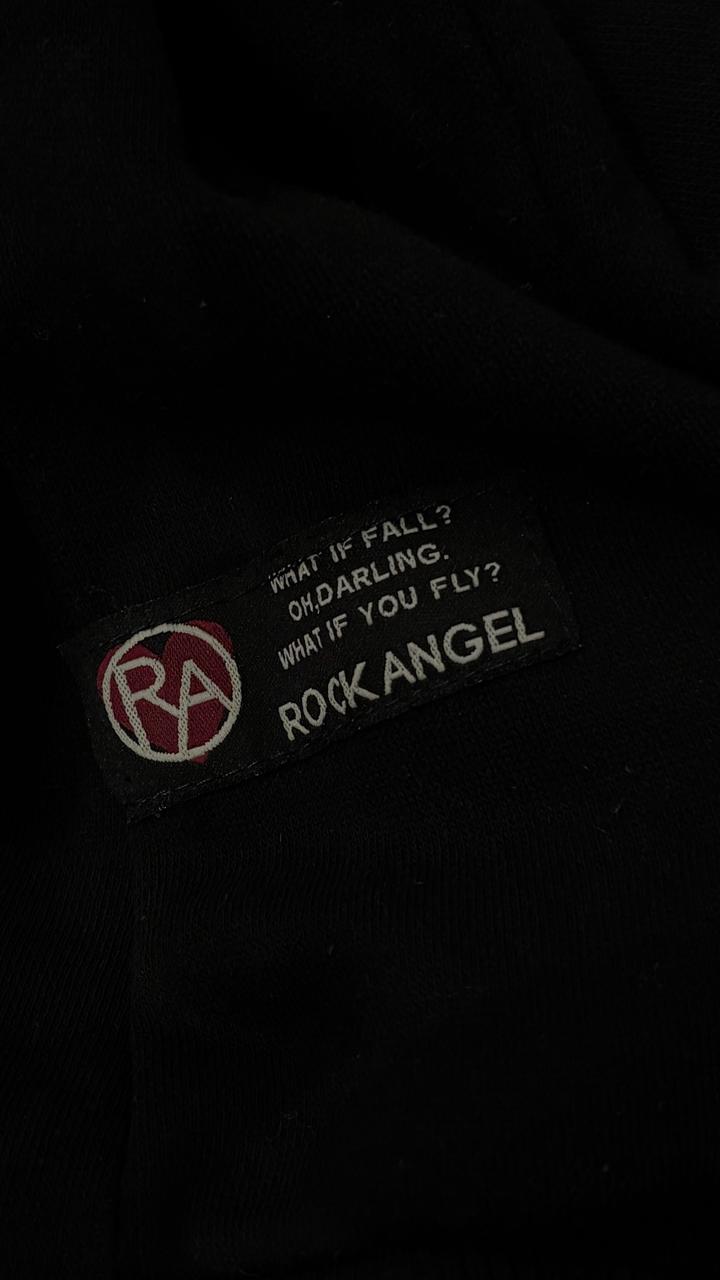 RA
WHAT IF FALL?
OH,DARLING.
WHAT IF YOU FLY?
ROCK ANGEL